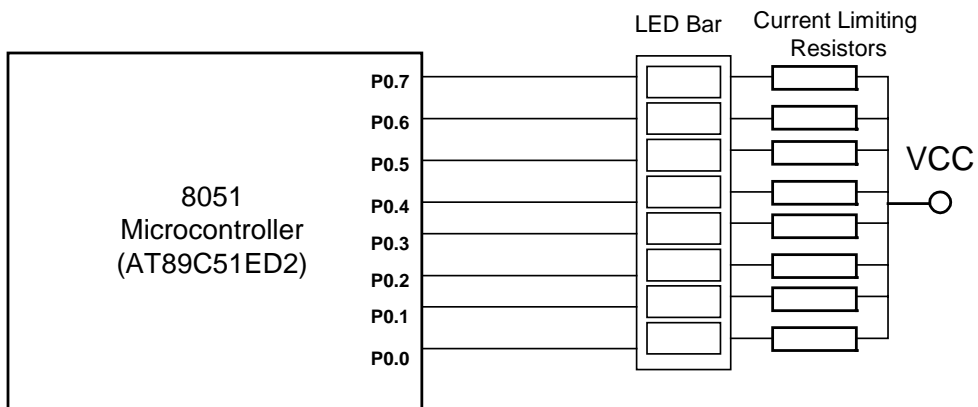 LED Bar
Current Limiting
Resistors
P0.7
P0.6
P0.5
P0.4
P0.3
P0.2
P0.1
P0.0
8051
Microcontroller
(AT89C51ED2)
VCC